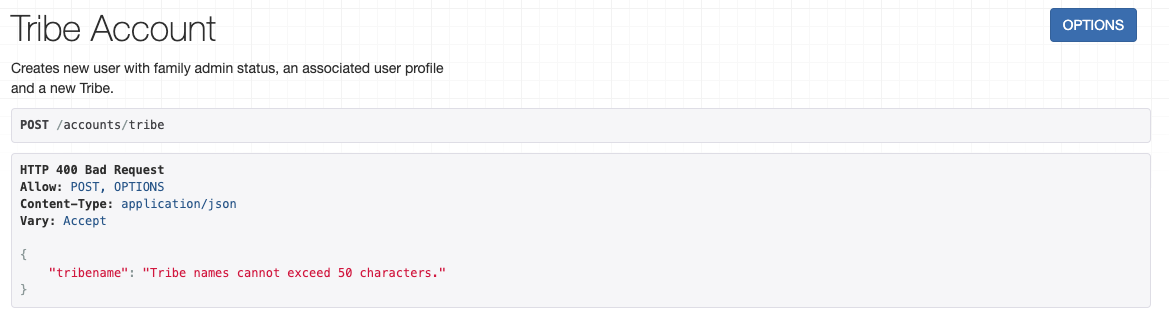 Tribe Account
OPTIONS
Creates new user with family admin status, an associated user profile
and a new Tribe.
POST /accounts/tribe
HTTP 400 Bad Request
Allow: POST, OPTIONS
Content-Type: application/json
Vary: Accept
{
    "tribename": "Tribe names cannot exceed 50 characters."
}